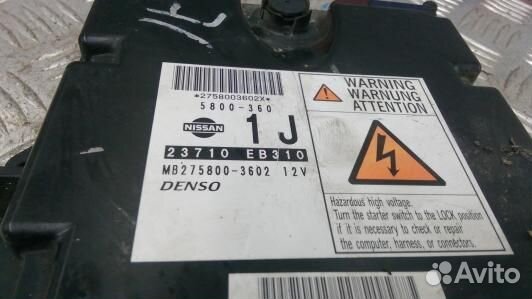 *2758003602X*
5800-360
NISSAN
1J
23710 EB310
MB275800-3602 12V
DENSO
WARNING
WARNUNG
ATTENTION
Hazardous high voltage.
Turn the starter switch to the LOCK position
if it is necessary to check or repair
the computer, harness, or connectors.
Avito